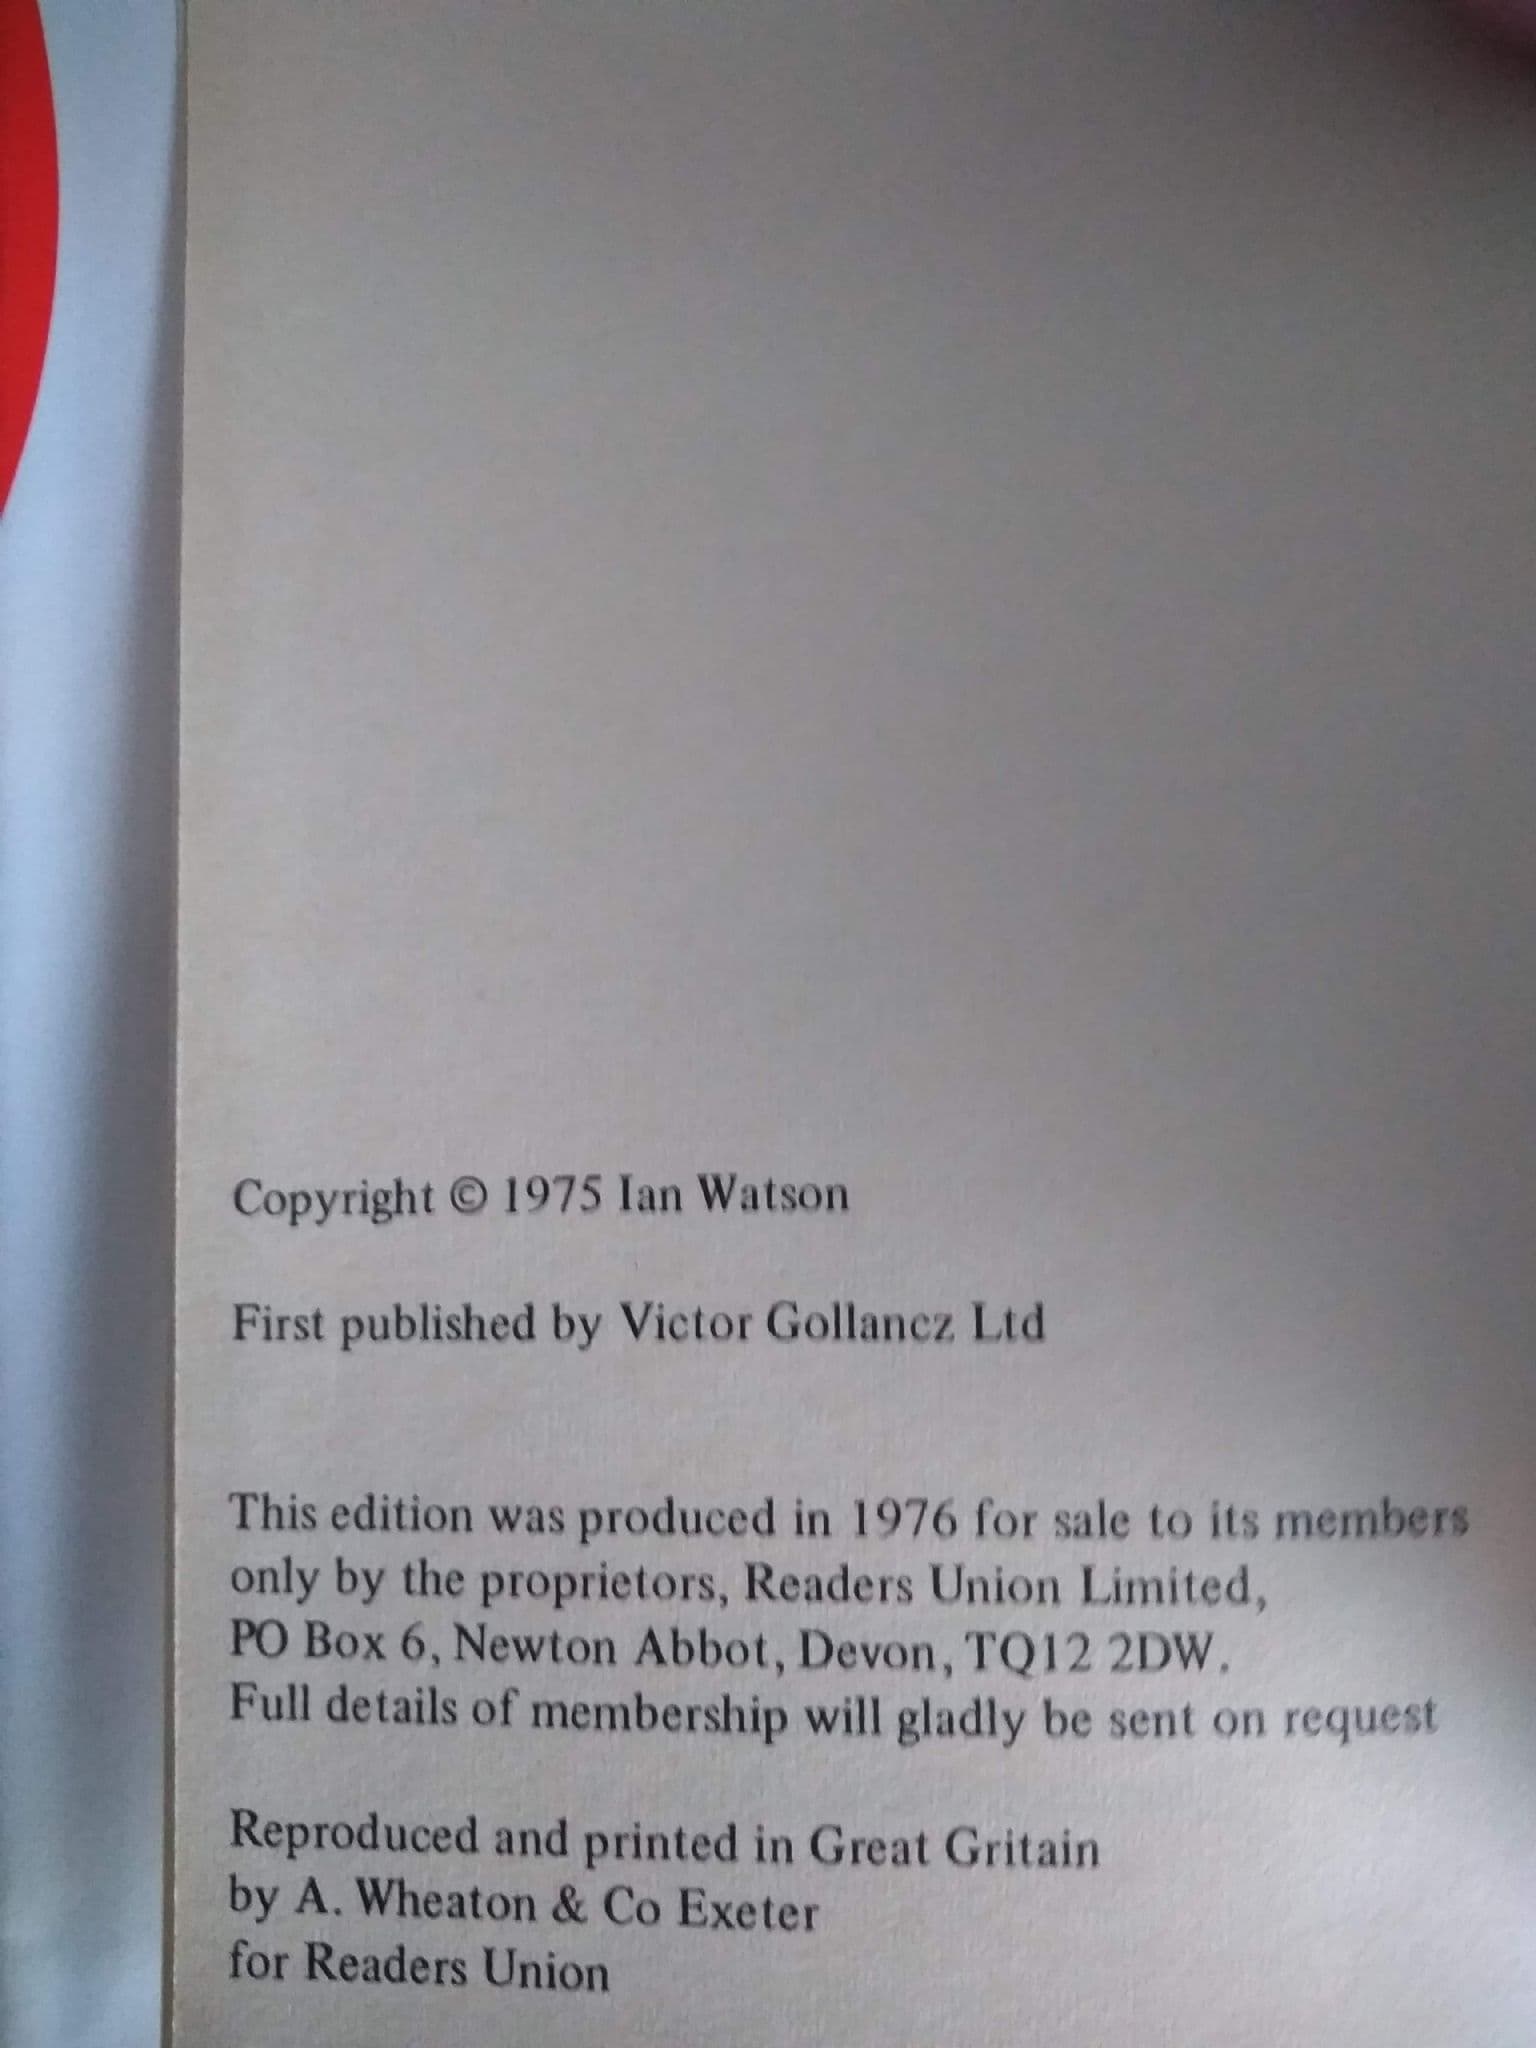 Copyright © 1975 Ian Watson
First published by Victor Gollancz Ltd
This edition was produced in 1976 for sale to its members
only by the proprietors, Readers Union Limited,
PO Box 6, Newton Abbot, Devon, TQ12 2DW.
Full details of membership will gladly be sent on request
Reproduced and printed in Great Gritain
by A. Wheaton & Co Exeter
for Readers Union